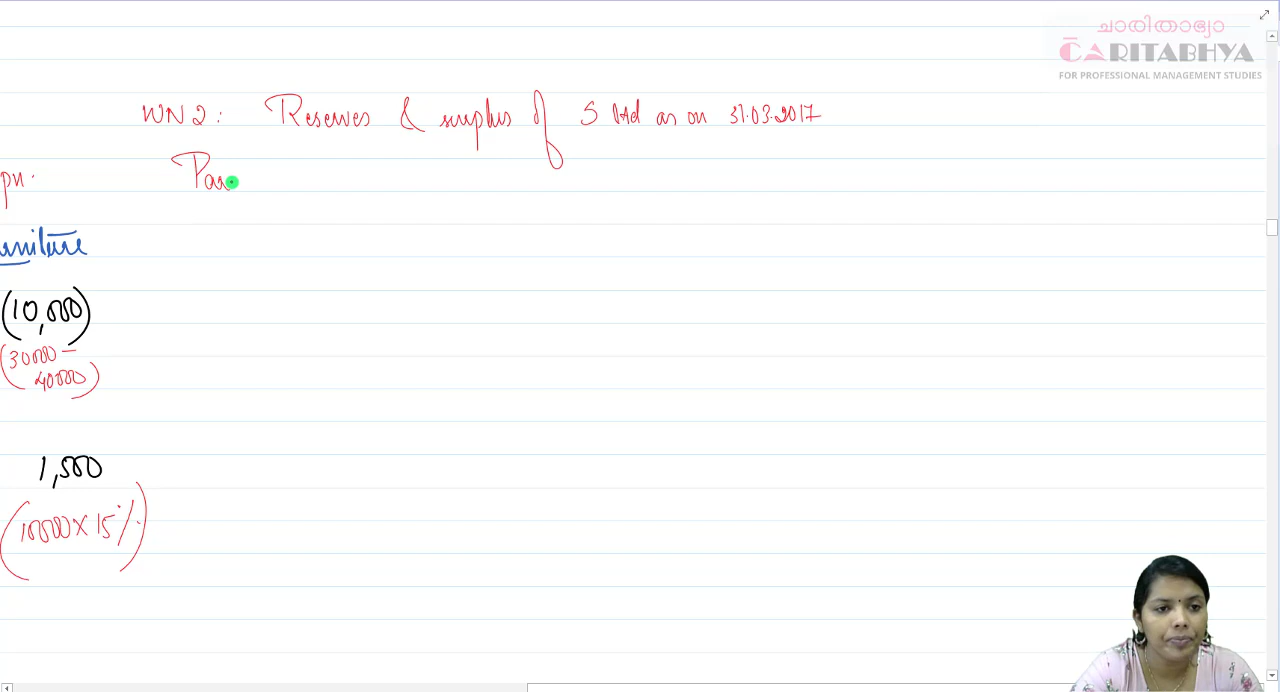 ചാരിതാഭ്യാ
CARITABHYA
FOR PROFESSIONAL MANAGEMENT STUDIES
WN 2: Reserves & surplus of S Ltd as on 31.03.2017
pn.
Par
urniture
(10,000)
(30000 -
40000)
1,500
(10000 X 15%)